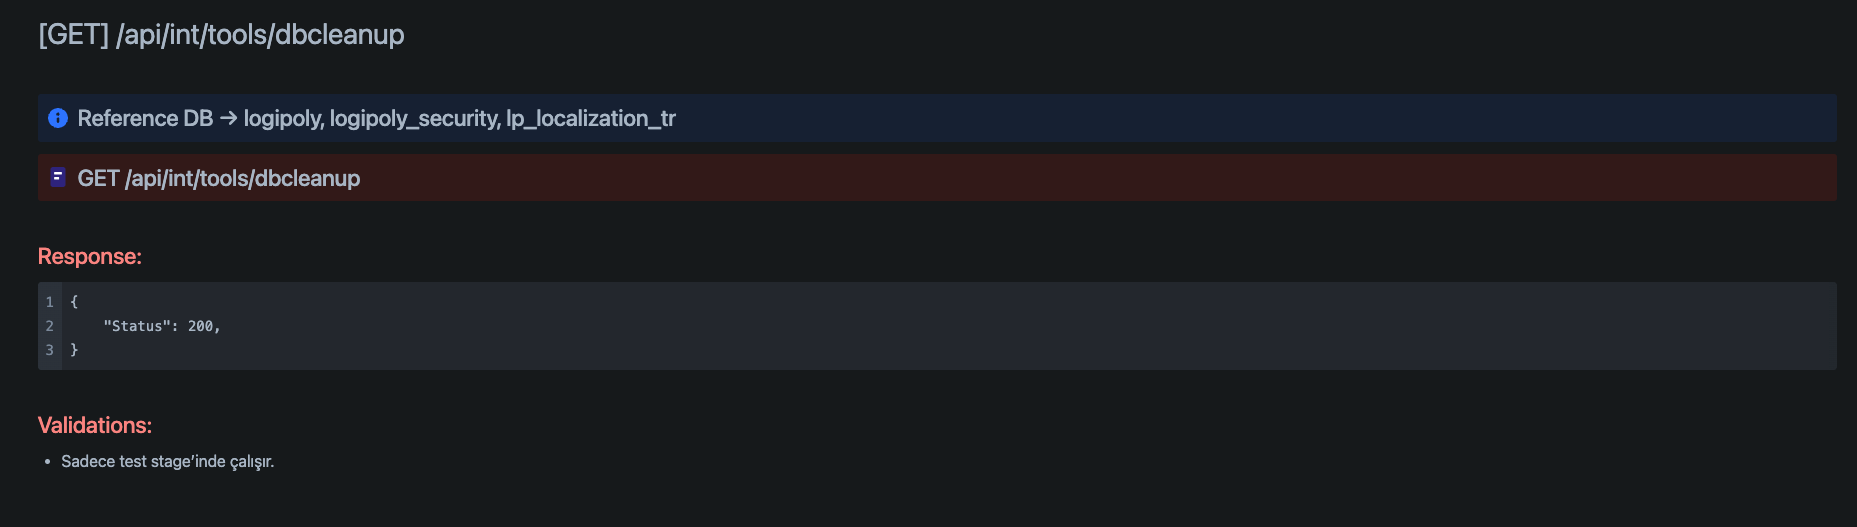 [GET] /api/int/tools/dbcleanup
Reference DB → logipoly, logipoly_security, lp_localization_tr
GET /api/int/tools/dbcleanup
Response:
1 {
2     "Status": 200,
3 }
Validations:
• Sadece test stage’inde çalışır.